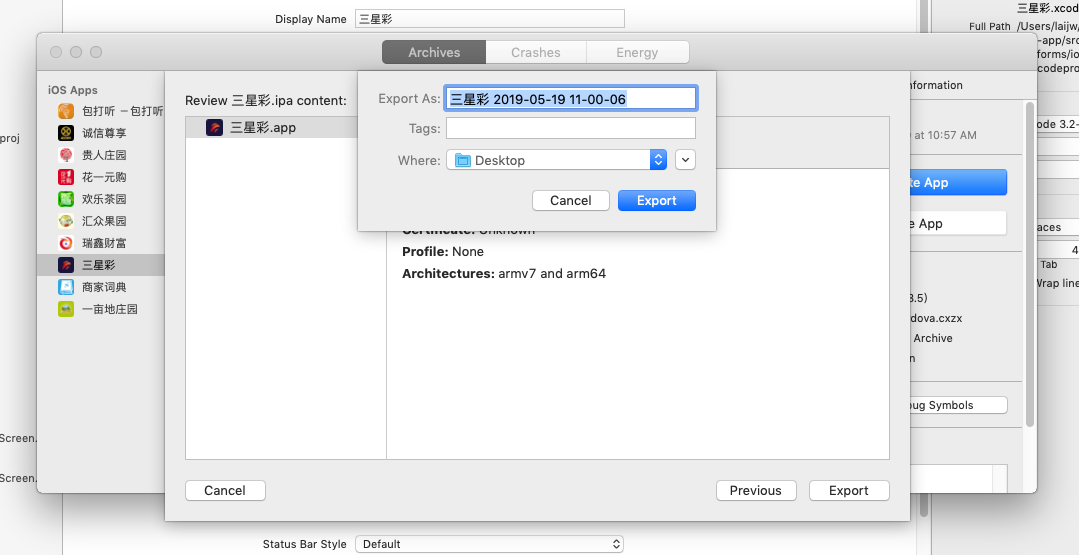 Display Name 三星彩
三星彩.xcod
Full Path /Users/laijw/
-app/src
forms/io
codeproj
Archives Crashes Energy
iOS Apps
包打听 －包打听
诚信尊享
贵人庄园
花一元购
欢乐茶园
汇众果园
瑞鑫财富
三星彩
商家词典
一亩地庄园
proj
Screen.
Screen.
Review 三星彩.ipa content:
三星彩.app
Export As: 三星彩 2019-05-19 11-00-06
Tags:
Where: Desktop
Cancel Export
Certificate: Unknown
Profile: None
Architectures: armv7 and arm64
Cancel Previous Export
nformation
at 10:57 AM
te App
e App
3.5)
dova.cxzx
Archive
n
bug Symbols
ode 3.2-
aces
4
Tab
Wrap line
Status Bar Style Default